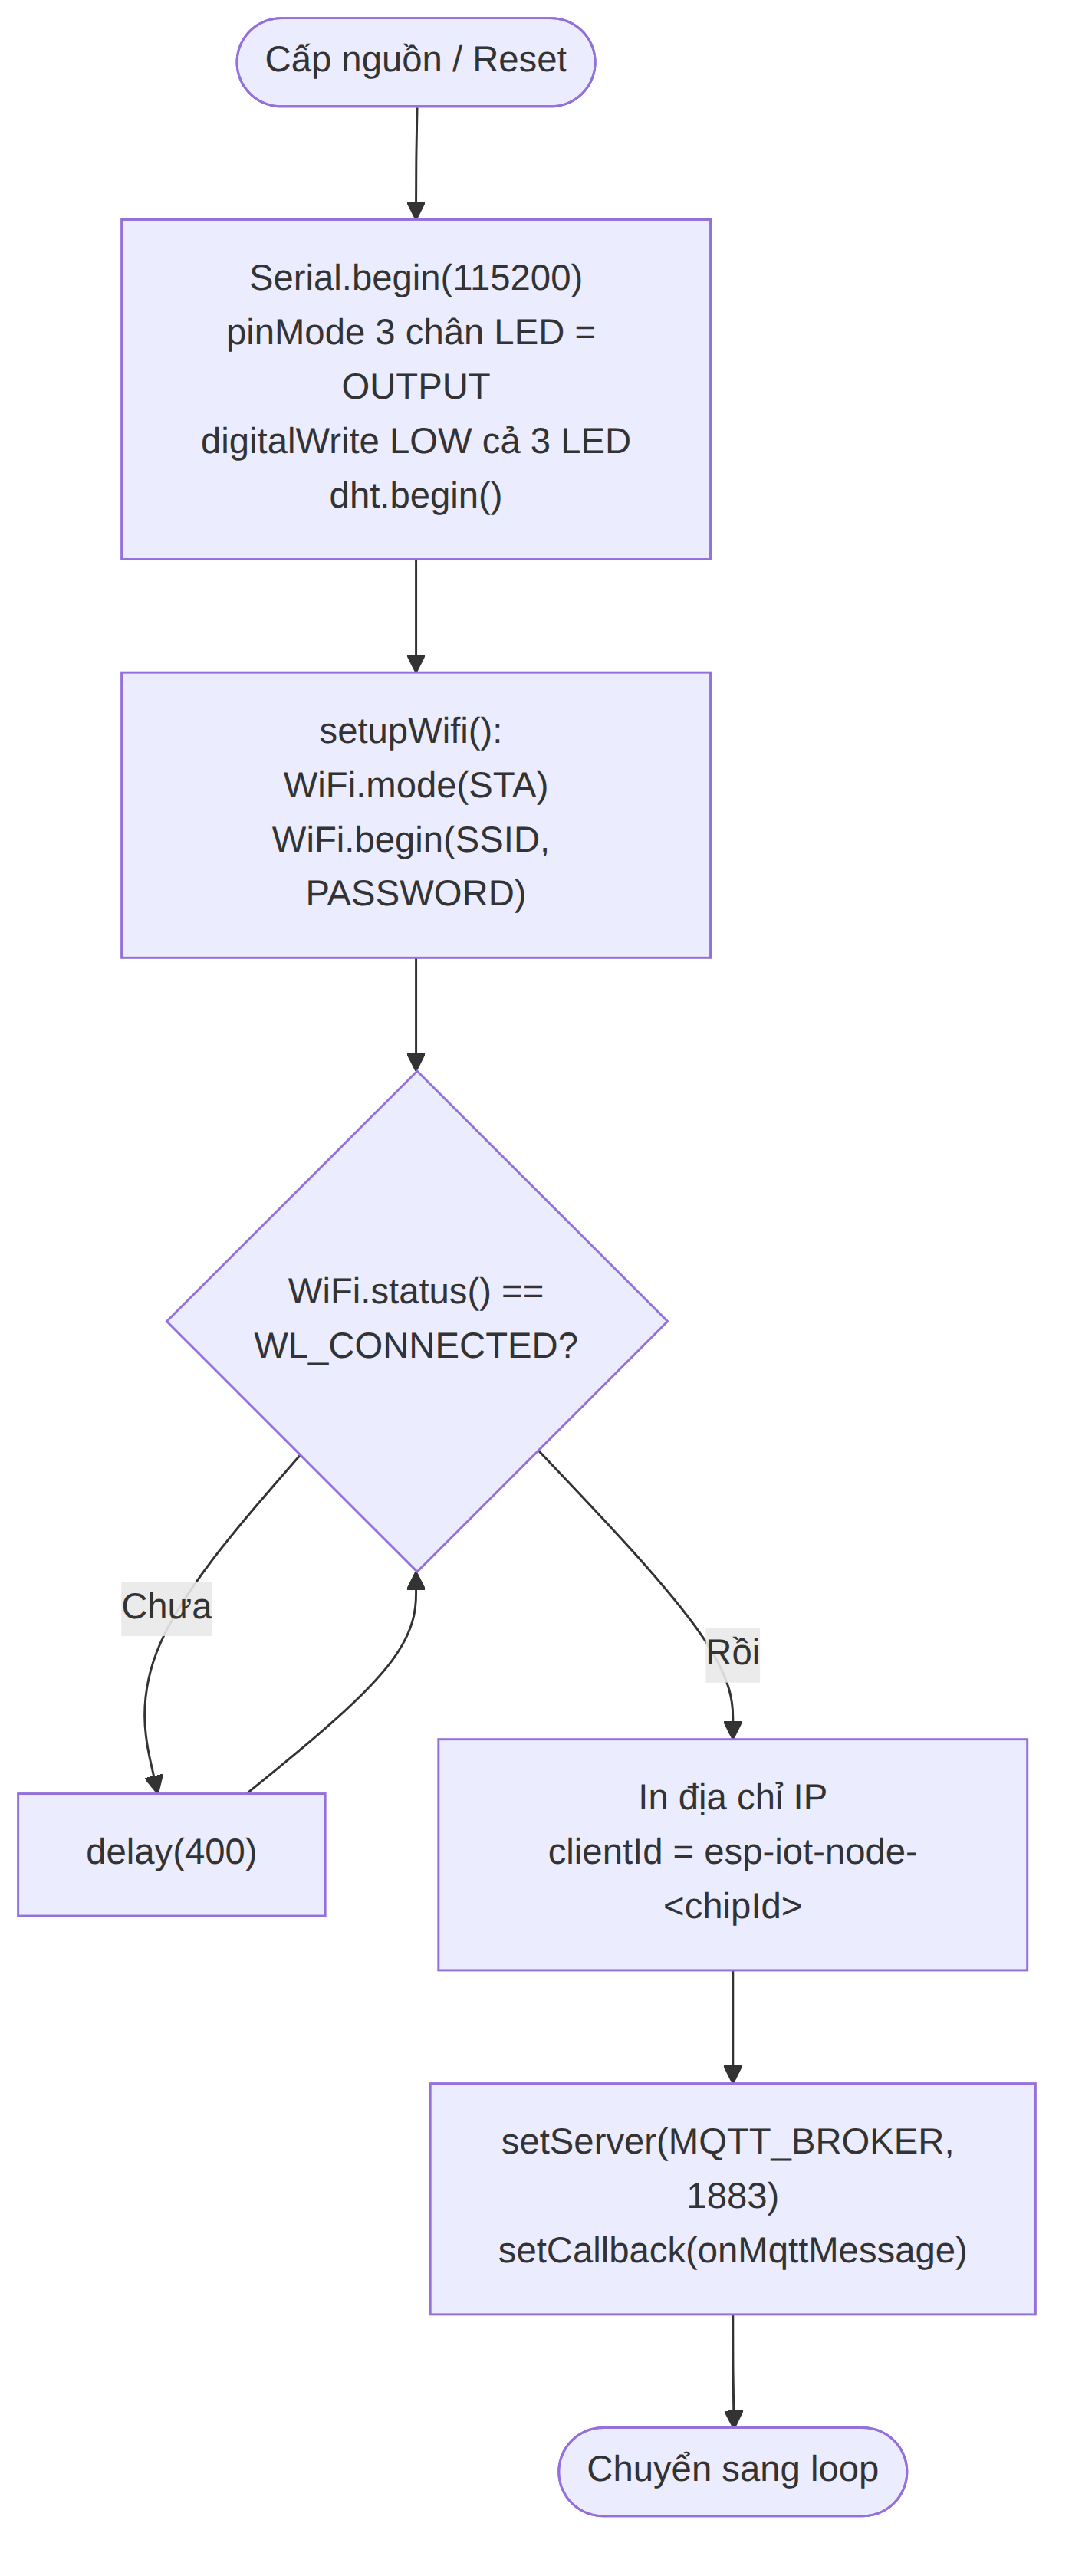 Cấp nguồn / Reset
Serial.begin(115200)
pinMode 3 chân LED =
OUTPUT
digitalWrite LOW cả 3 LED
dht.begin()
setupWifi():
WiFi.mode(STA)
WiFi.begin(SSID,
PASSWORD)
WiFi.status() ==
WL_CONNECTED?
Chưa
Rồi
delay(400)
In địa chỉ IP
clientId = esp-iot-node-
<chipId>
setServer(MQTT_BROKER,
1883)
setCallback(onMqttMessage)
Chuyển sang loop